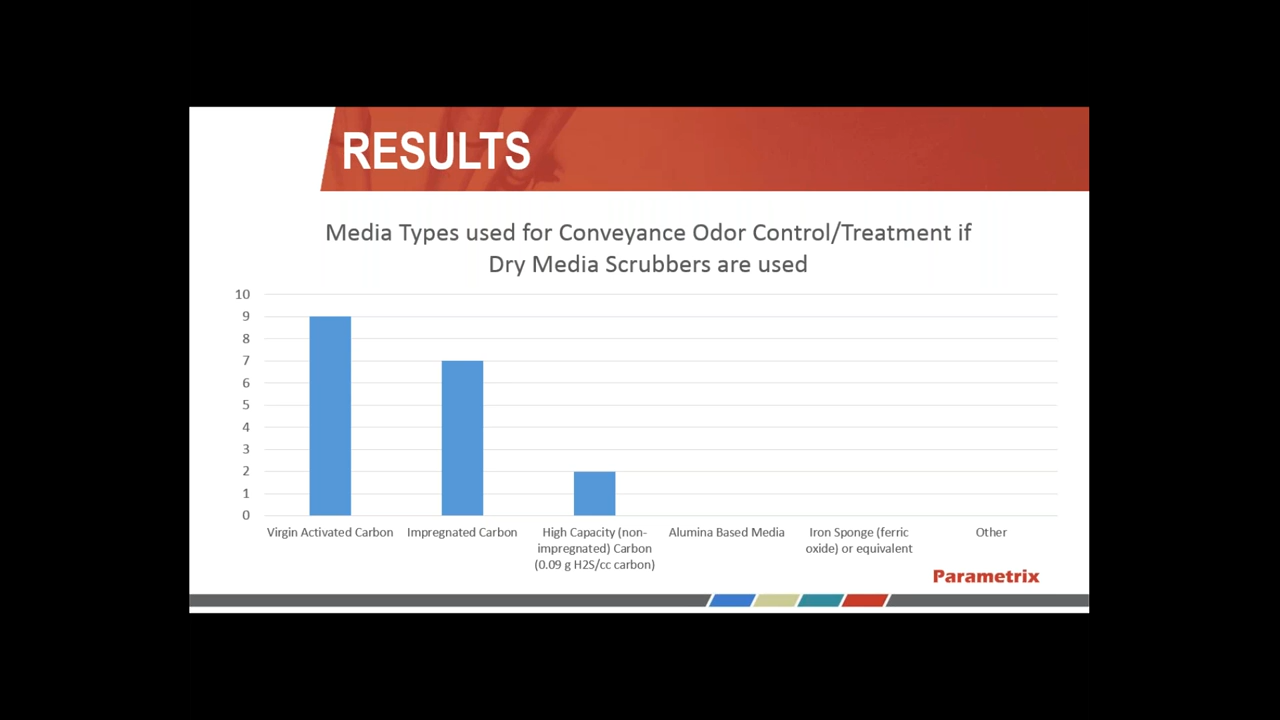 RESULTS
Media Types used for Conveyance Odor Control/Treatment if
Dry Media Scrubbers are used
10
9
8
7
6
5
4
3
2
1
0
Virgin Activated Carbon
Impregnated Carbon
High Capacity (non-
impregnated) Carbon
(0.09 g H2S/cc carbon)
Alumina Based Media
Iron Sponge (ferric
oxide) or equivalent
Other
Parametrix